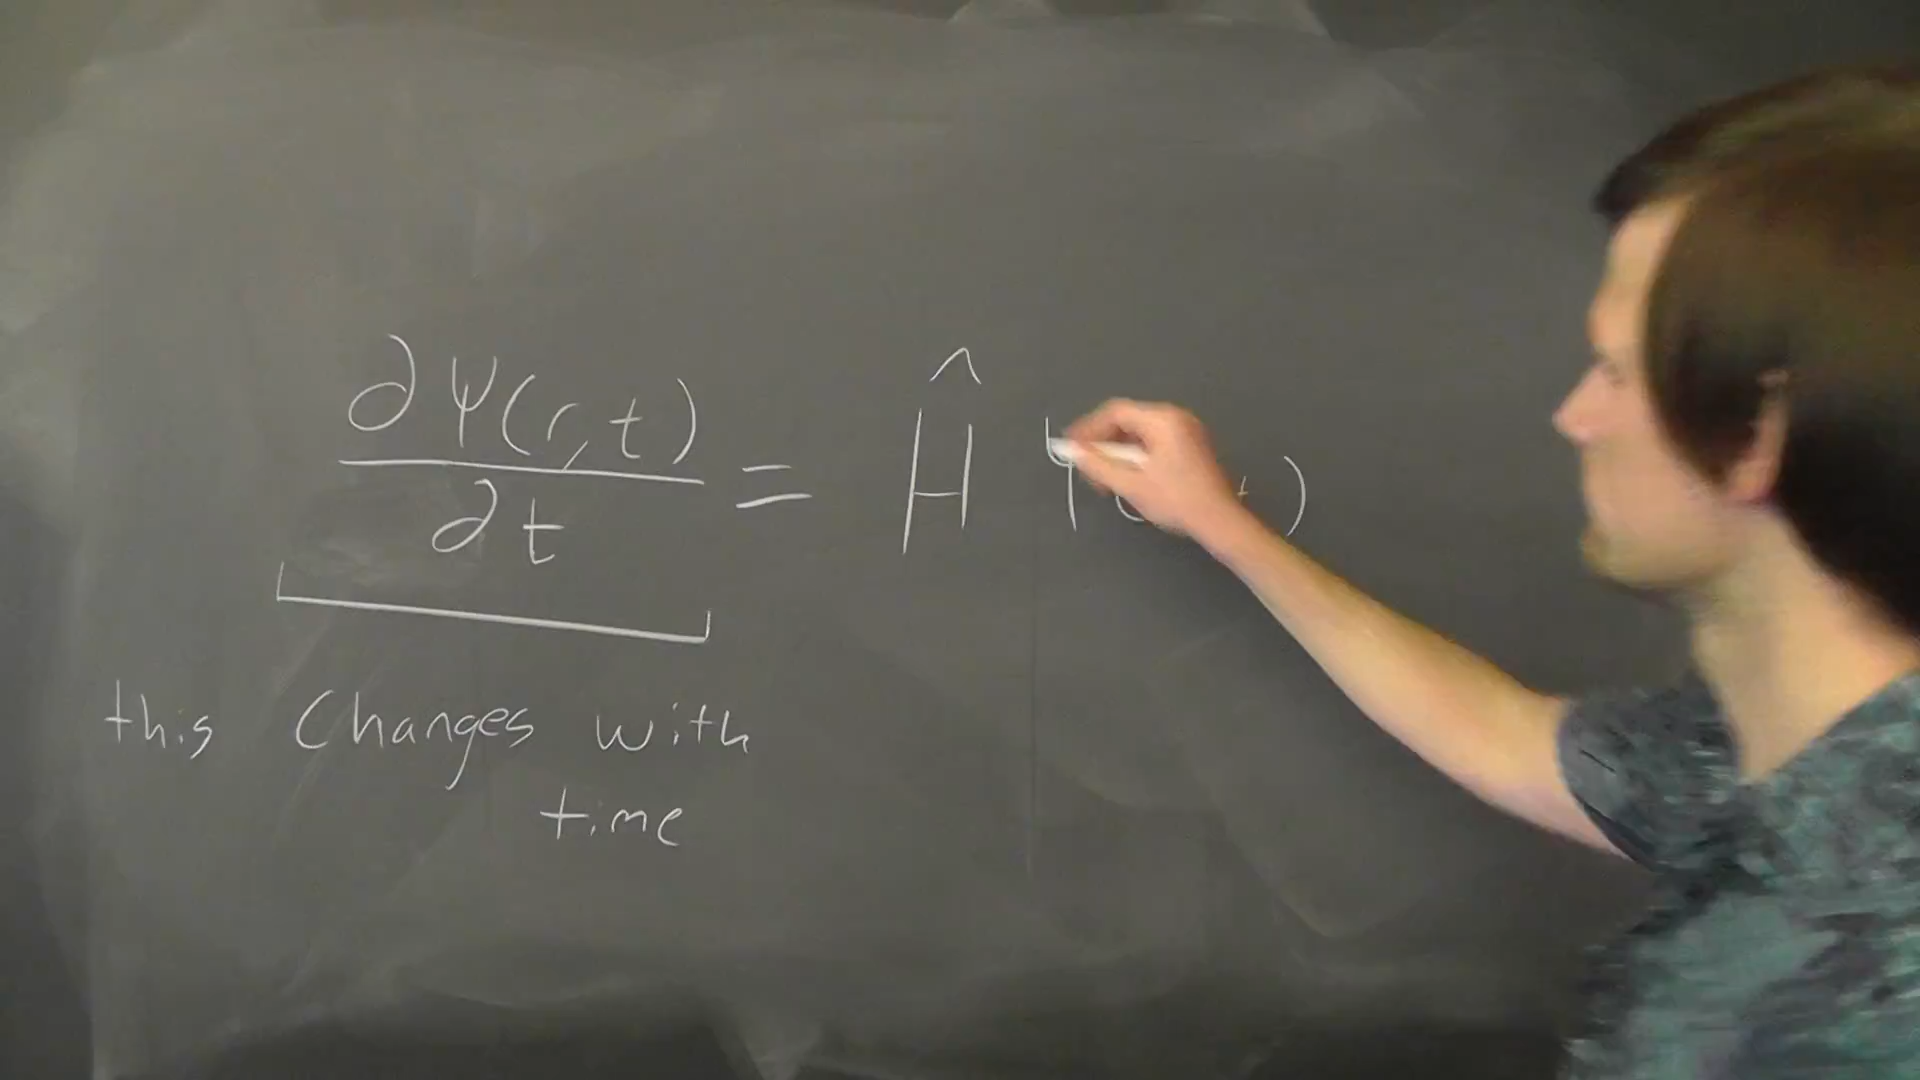 ∂Ψ(r,t)
∂t
= Ĥ Ψ( t)
this changes with
time